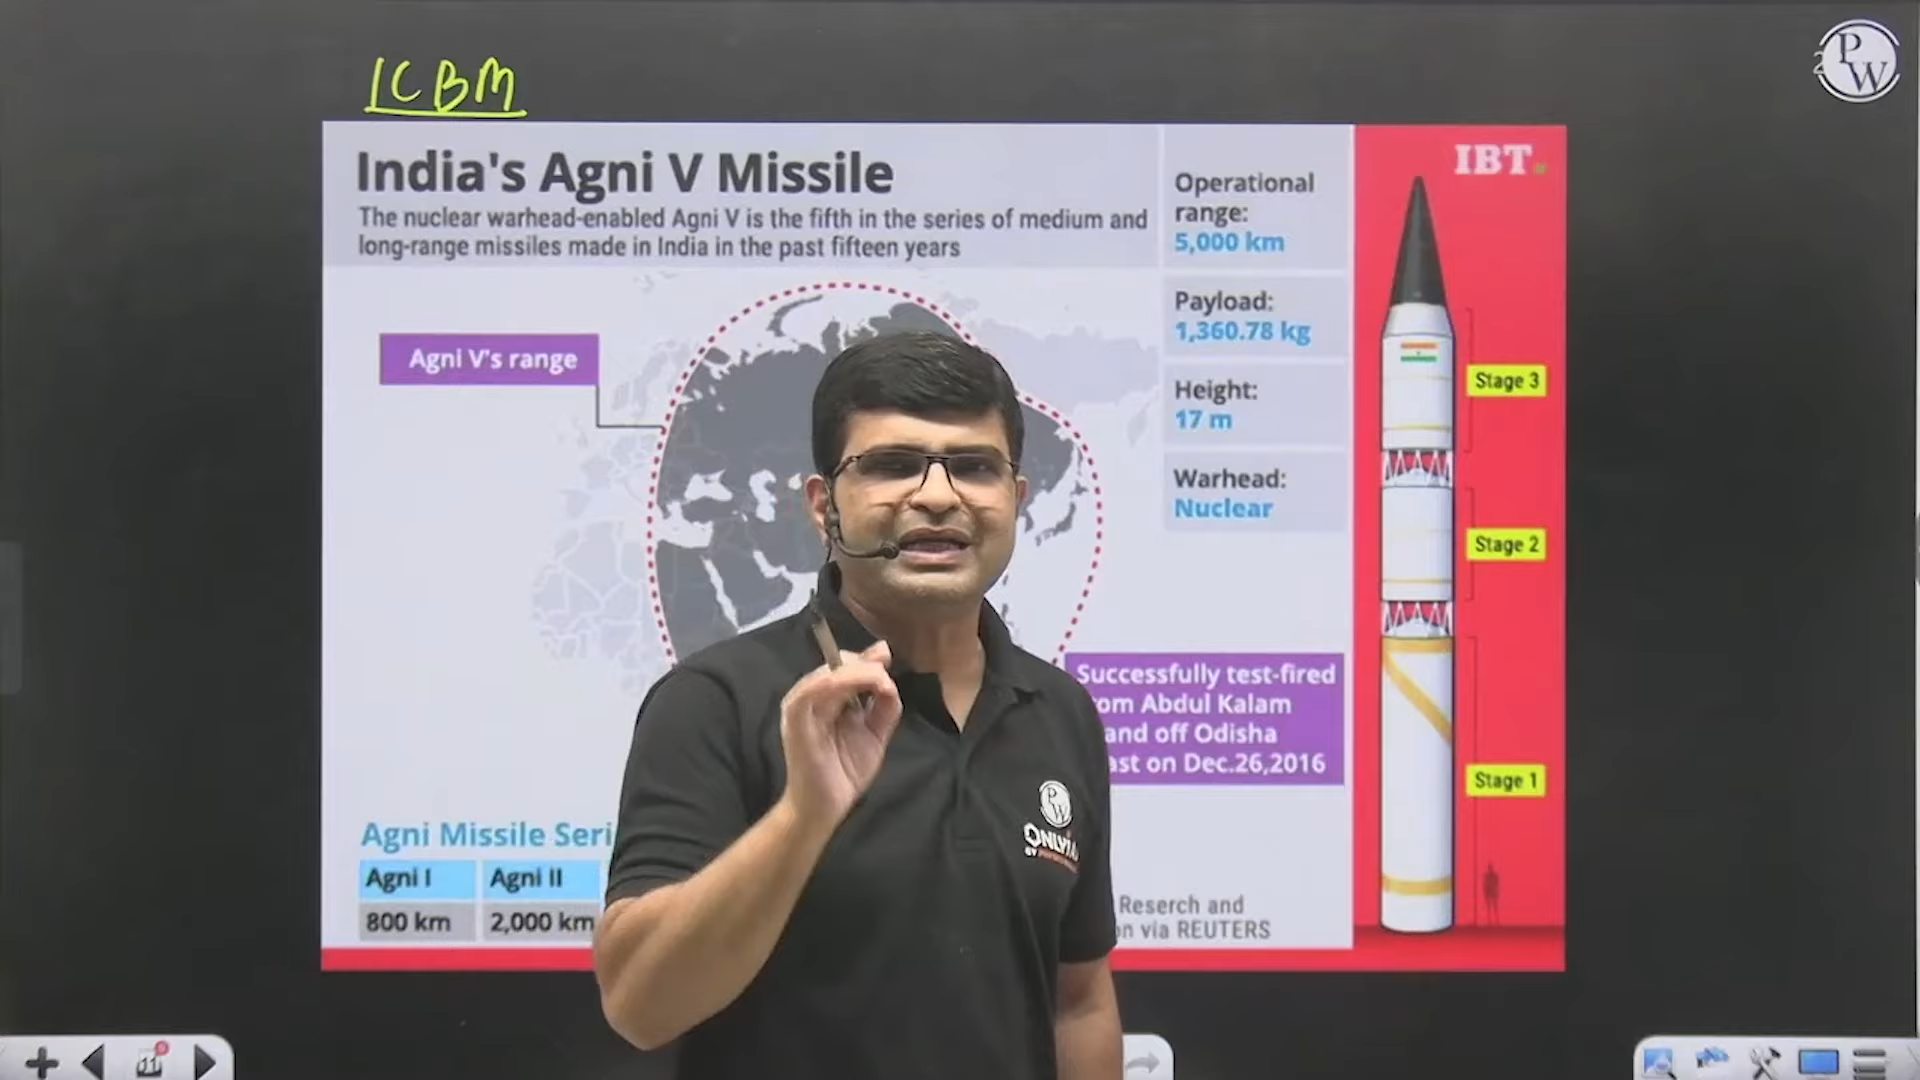 ICBM
PW
India's Agni V Missile
The nuclear warhead-enabled Agni V is the fifth in the series of medium and
long-range missiles made in India in the past fifteen years
Operational
range:
5,000 km
Payload:
1,360.78 kg
Height:
17 m
Warhead:
Nuclear
IBT.
Stage 3
Stage 2
Stage 1
Agni V's range
Successfully test-fired
Abdul Kalam
off Odisha
on Dec.26,2016
Agni Missile
Agni I
Agni II
800 km
2,000 km
Reserch and
via REUTERS
PW
BY
11